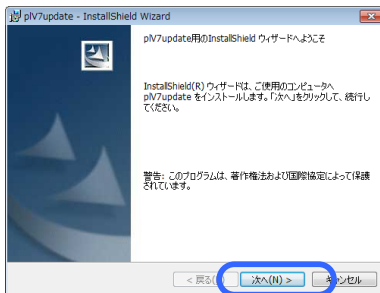 plV7update - InstallShield Wizard
plV7update用のInstallShield ウィザードへようこそ
InstallShield(R) ウィザードは、ご使用のコンピュータへ
plV7update をインストールします。「次へ」をクリックして、続行し
てください。
警告: このプログラムは、著作権法および国際協定によって保護
されています。
< 戻る(
次へ(N) >
キャンセル